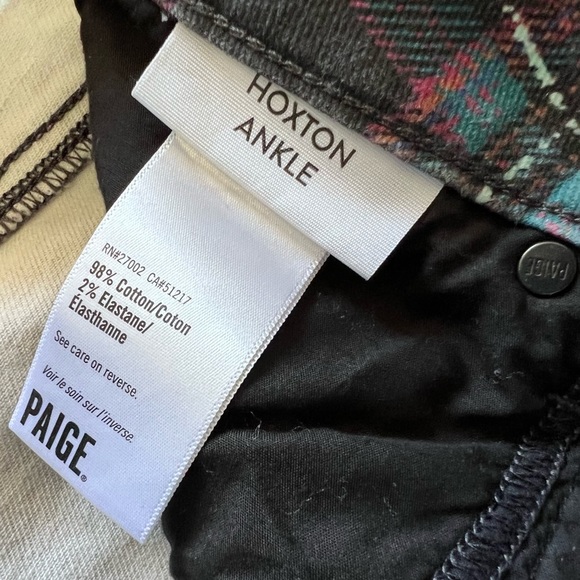 HOXTON
ANKLE
RN#27002 CA#51217
98% Cotton/Coton
2% Elastane/
Élasthanne
See care on reverse.
Voir le soin sur l'inverse.
PAIGE®
PAIGE